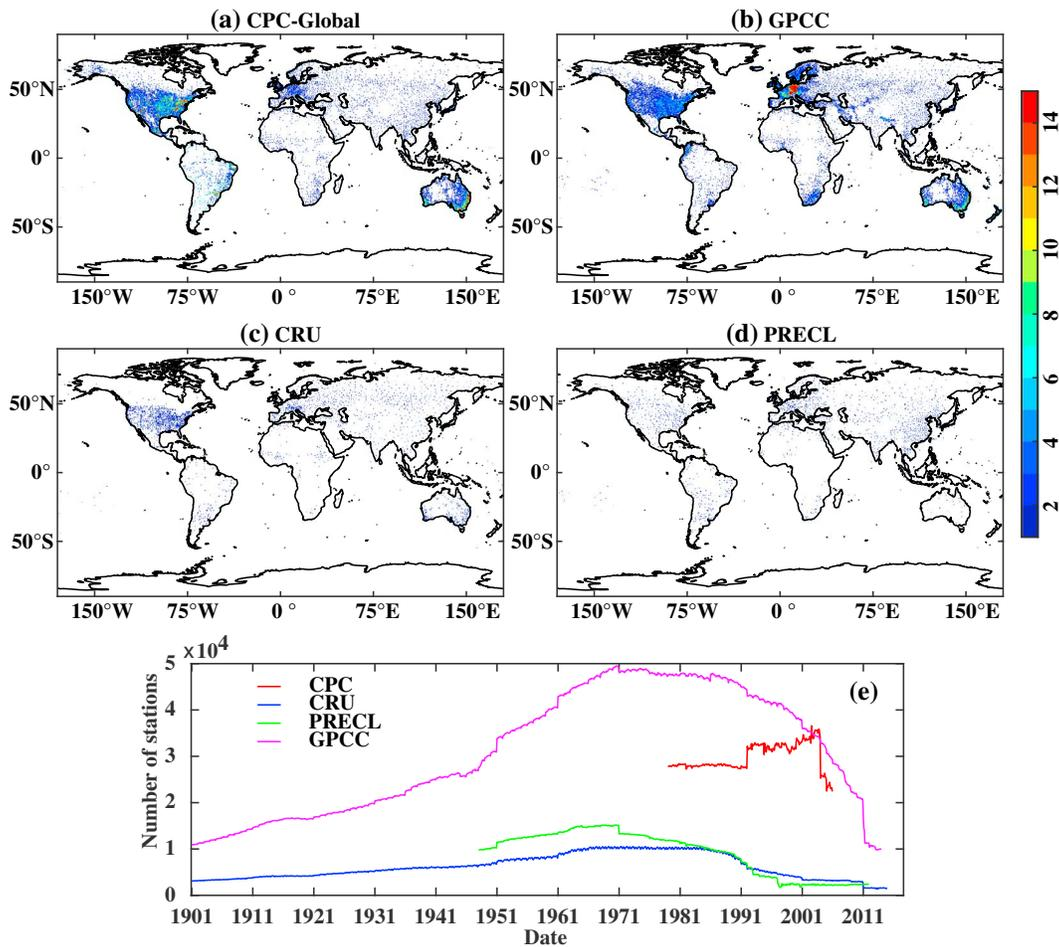 (a) CPC-Global
(b) GPCC
50°N
0°
50°S
150°W 75°W 0° 75°E 150°E
50°N
0°
50°S
150°W 75°W 0° 75°E 150°E
14
12
10
8
6
4
2
(c) CRU
(d) PRECL
50°N
0°
50°S
150°W 75°W 0° 75°E 150°E
50°N
0°
50°S
150°W 75°W 0° 75°E 150°E
×10⁴
5
4
3
2
1
0
Number of stations
CPC
CRU
PRECL
GPCC
(e)
1901 1911 1921 1931 1941 1951 1961 1971 1981 1991 2001 2011
Date